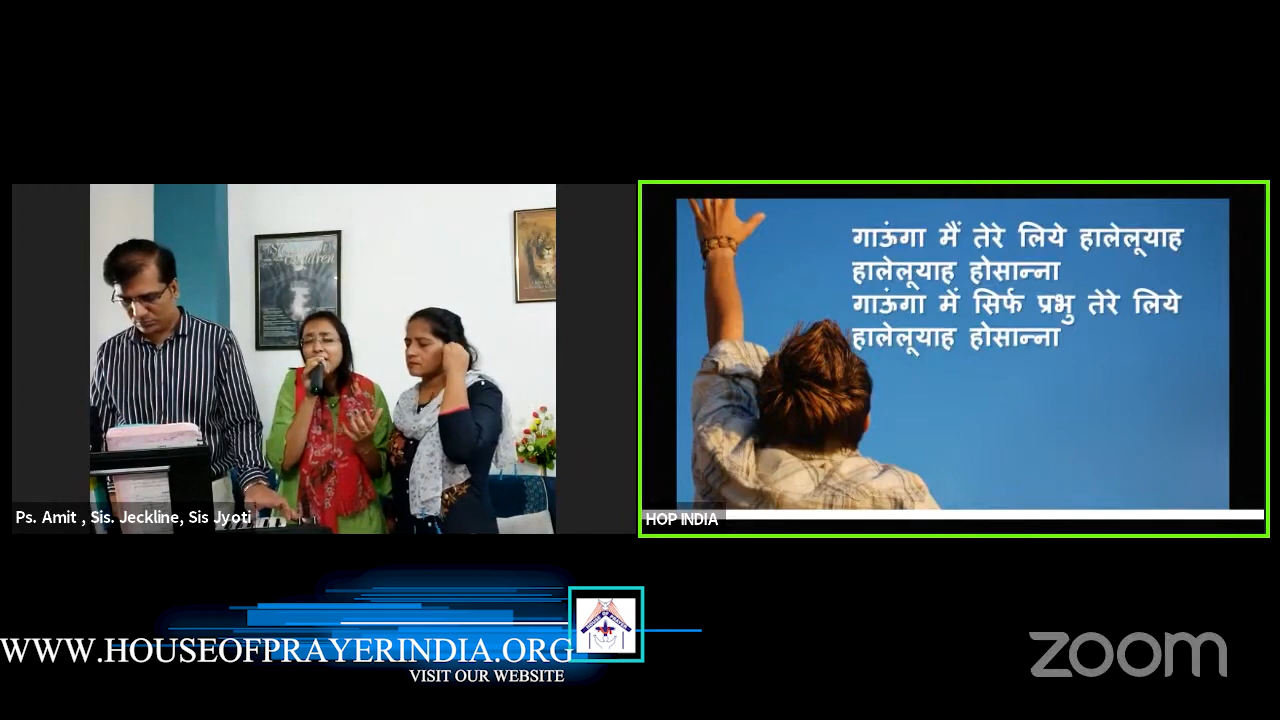 गाऊंगा मैं तेरे लिये हालेलूयाह
हालेलूयाह होसान्ना
गाऊंगा में सिर्फ प्रभु तेरे लिये
हालेलूयाह होसान्ना
Ps. Amit , Sis. Jeckline, Sis Jyoti
HOP INDIA
WWW.HOUSEOFPRAYERINDIA.ORG
VISIT OUR WEBSITE
zoom